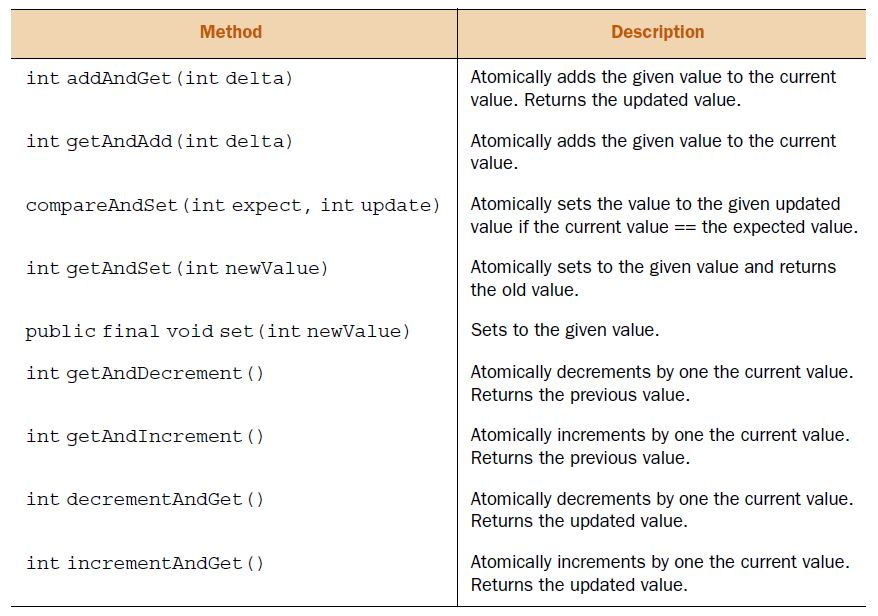 Method Description
int addAndGet(int delta) Atomically adds the given value to the current
value. Returns the updated value.
int getAndAdd(int delta) Atomically adds the given value to the current
value.
compareAndSet(int expect, int update) Atomically sets the value to the given updated
value if the current value == the expected value.
int getAndSet(int newValue) Atomically sets to the given value and returns
the old value.
public final void set(int newValue) Sets to the given value.
int getAndDecrement() Atomically decrements by one the current value.
Returns the previous value.
int getAndIncrement() Atomically increments by one the current value.
Returns the previous value.
int decrementAndGet() Atomically decrements by one the current value.
Returns the updated value.
int incrementAndGet() Atomically increments by one the current value.
Returns the updated value.